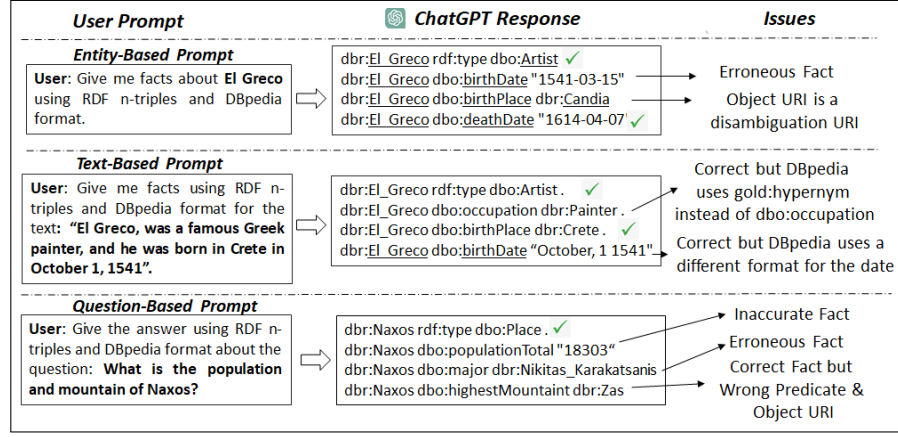 User Prompt
ChatGPT Response
Issues
Entity-Based Prompt
User: Give me facts about El Greco
using RDF n-triples and DBpedia
format.
dbr:El_Greco rdf:type dbo:Artist
dbr:El_Greco dbo:birthDate "1541-03-15"
dbr:El_Greco dbo:birthPlace dbr:Candia
dbr:El_Greco dbo:deathDate "1614-04-07"
Erroneous Fact
Object URI is a
disambiguation URI
Text-Based Prompt
User: Give me facts using RDF n-
triples and DBpedia format for the
text: “El Greco, was a famous Greek
painter, and he was born in Crete in
October 1, 1541”.
dbr:El_Greco rdf:type dbo:Artist .
dbr:El_Greco dbo:occupation dbr:Painter .
dbr:El_Greco dbo:birthPlace dbr:Crete .
dbr:El_Greco dbo:birthDate “October, 1 1541"
Correct but DBpedia
uses gold:hypernym
instead of dbo:occupation
Correct but DBpedia uses a
different format for the date
Question-Based Prompt
User: Give the answer using RDF n-
triples and DBpedia format about the
question: What is the population
and mountain of Naxos?
dbr:Naxos rdf:type dbo:Place .
dbr:Naxos dbo:populationTotal "18303“
dbr:Naxos dbo:major dbr:Nikitas_Karakatsanis
dbr:Naxos dbo:highestMountaint dbr:Zas
Inaccurate Fact
Erroneous Fact
Correct Fact but
Wrong Predicate &
Object URI